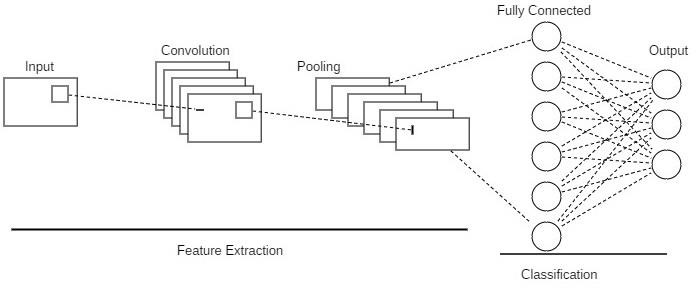 Fully Connected
Convolution
Output
Input
Pooling
Feature Extraction
Classification